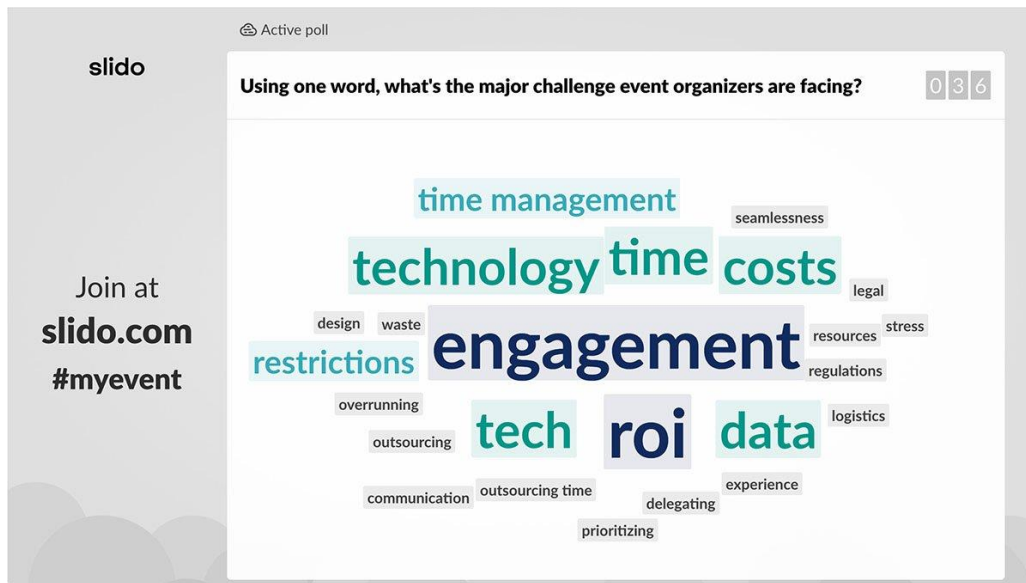 Active poll
slido
Using one word, what's the major challenge event organizers are facing?
036
time management
seamlessness
technology time costs
legal
design waste engagement resources stress
restrictions regulations
overrunning
tech roi data logistics
outsourcing
communication outsourcing time delegating experience
prioritizing
Join at
slido.com
#myevent